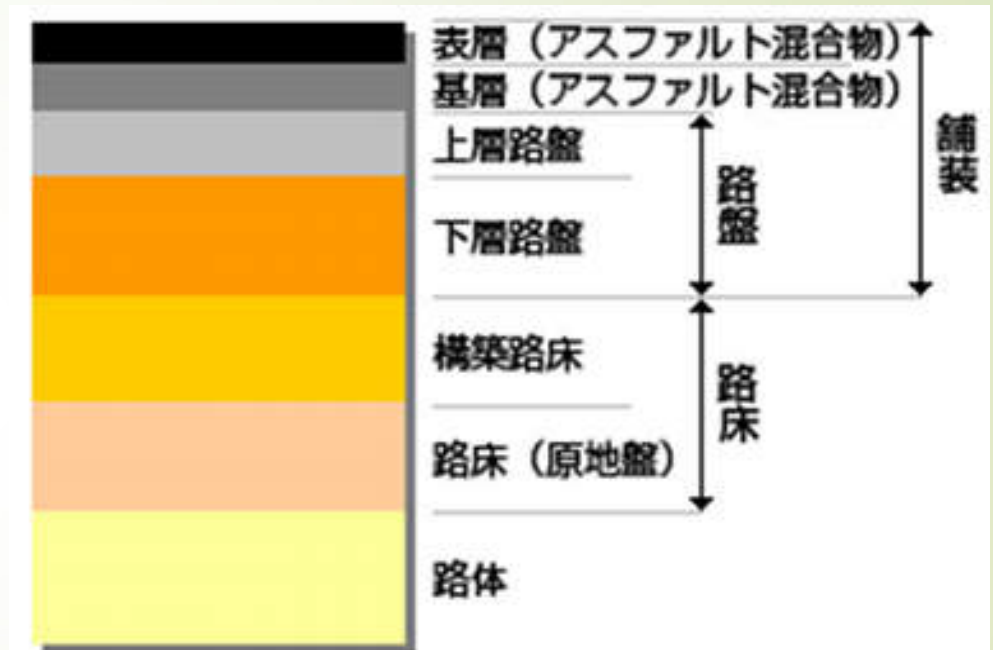 表層（アスファルト混合物）
基層（アスファルト混合物）
上層路盤
下層路盤
路盤
舗装
構築路床
路床（原地盤）
路床
路体